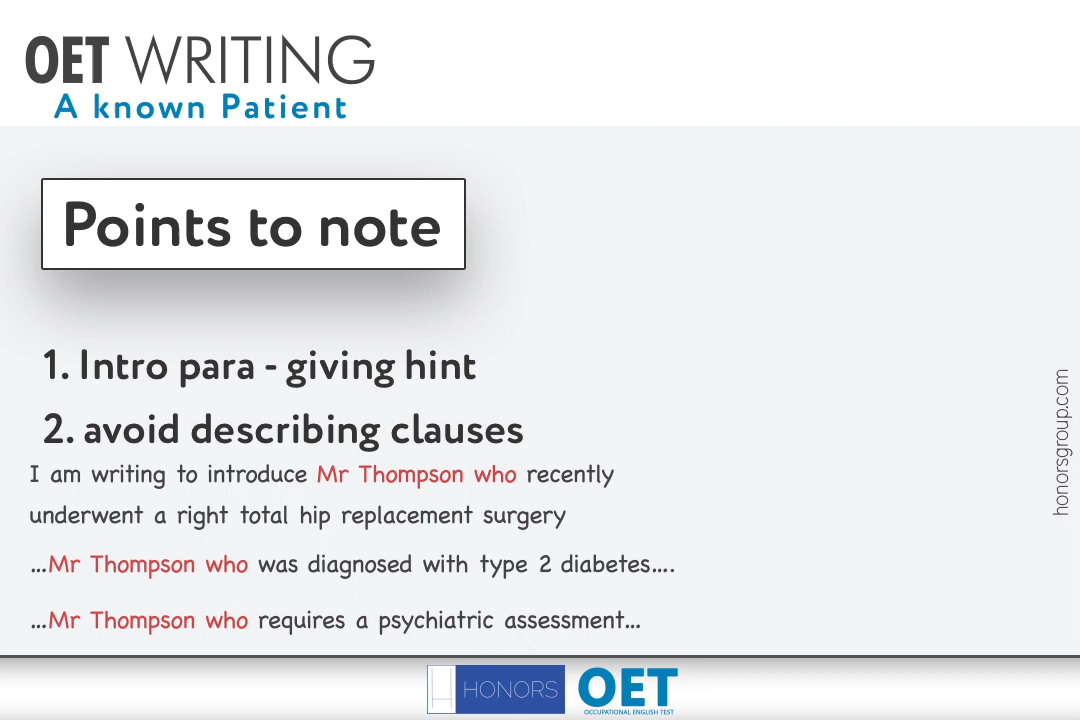 OET WRITING
A known Patient
Points to note
1. Intro para - giving hint
2. avoid describing clauses
I am writing to introduce Mr Thompson who recently
underwent a right total hip replacement surgery
...Mr Thompson who was diagnosed with type 2 diabetes....
...Mr Thompson who requires a psychiatric assessment...
honorsgroup.com
HONORS
OET
OCCUPATIONAL ENGLISH TEST